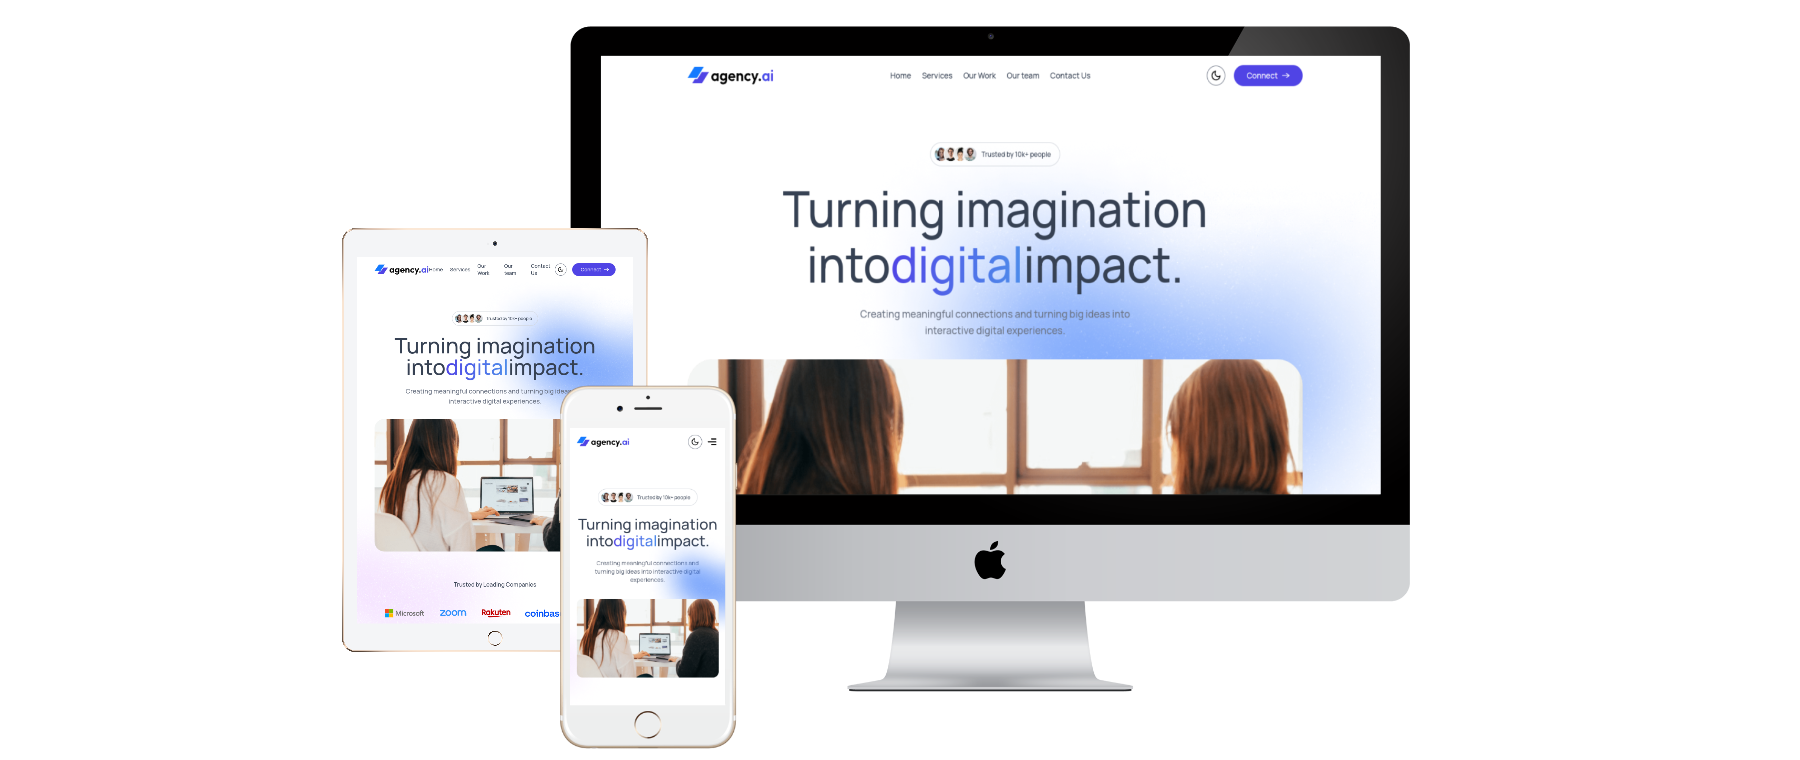 agency.ai
Home Services Our Work Our team Contact Us
Connect →
Trusted by 10k+ people
Turning imagination
intodigitalimpact.
Creating meaningful connections and turning big ideas into
interactive digital experiences.
agency.ai
Home Services Our Work Our team Contact Us
Connect →
Trusted by 10k+ people
Turning imagination
intodigitalimpact.
Creating meaningful connections and turning big ideas
interactive digital experiences.
Trusted by Leading Companies
Microsoft zoom Rakuten coinbas
agency.ai
Trusted by 10k+ people
Turning imagination
intodigitalimpact.
Creating meaningful connections and
turning big ideas into interactive digital
experiences.